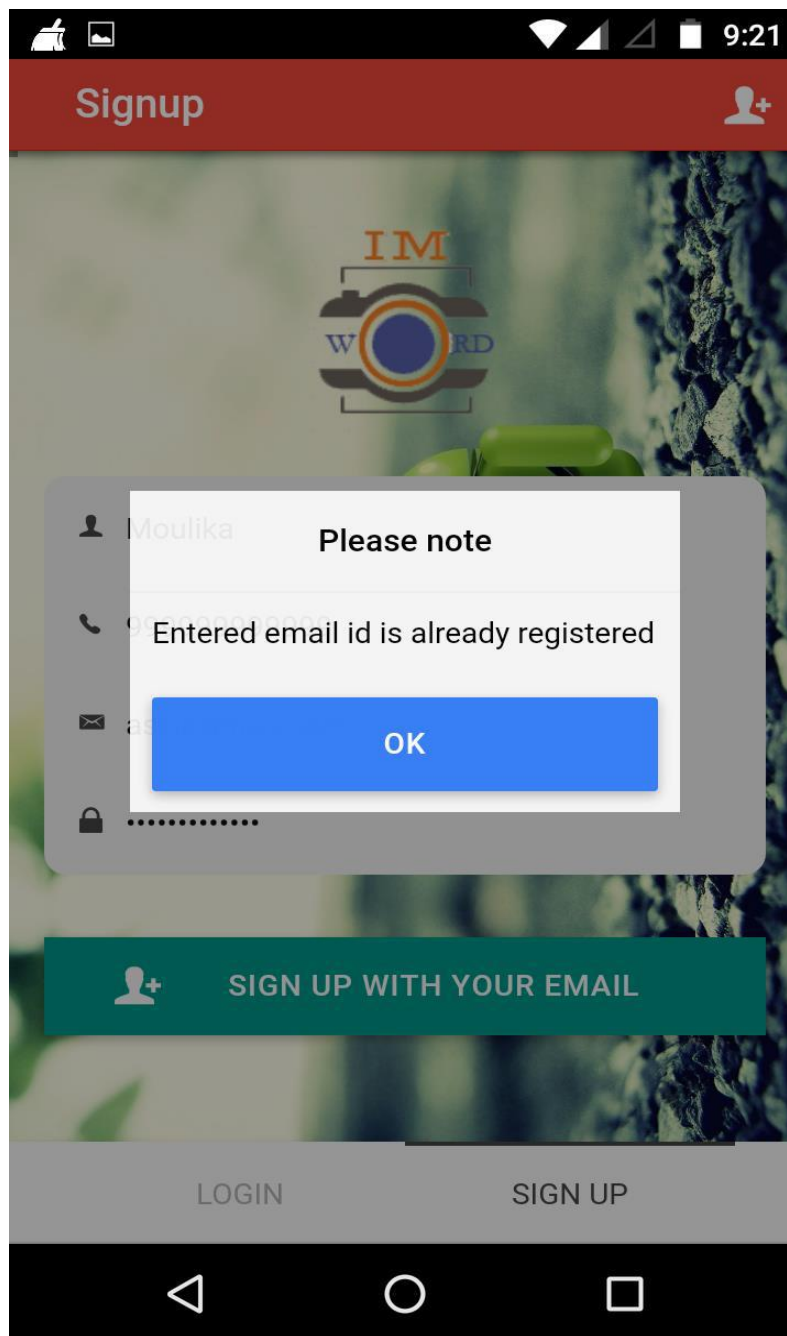 9:21
Signup
IM
W RD
Moulika
Please note
Entered email id is already registered
OK
•••••••••••••
SIGN UP WITH YOUR EMAIL
LOGIN
SIGN UP